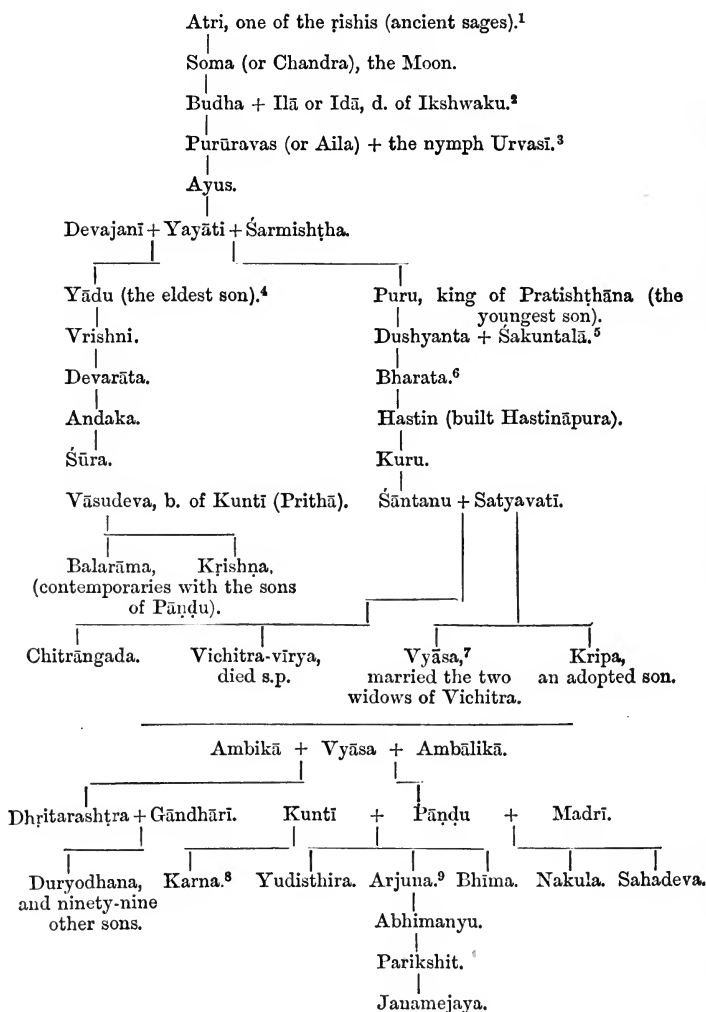 Atri, one of the ṛishis (ancient sages).¹
Soma (or Chandra), the Moon.
Budha + Ilā or Idā, d. of Ikshwaku.²
Purūravas (or Aila) + the nymph Urvasī.³
Ayus.
Devajanī + Yayāti + Śarmishṭha.
Yādu (the eldest son).⁴ Puru, king of Pratishṭhāna (the
youngest son).
Vrishni. Dushyanta + Śakuntalā.⁵
Devarāta. Bharata.⁶
Andaka. Hastin (built Hastināpura).
Śūra. Kuru.
Vāsudeva, b. of Kuntī (Prithā). Śāntanu + Satyavatī.
Balarāma, Kṛishṇa,
(contemporaries with the sons
of Pāṇḍu).
Chitrāngada. Vichitra-vīrya, Vyāsa,⁷ Kripa,
died s.p. married the two an adopted son.
widows of Vichitra.
Ambikā + Vyāsa + Ambālikā.
Dhṛitarashṭra + Gāndhārī. Kuntī + Pāṇḍu + Madrī.
Duryodhana, Karna.⁸ Yudisthira. Arjuna.⁹ Bhīma. Nakula. Sahadeva.
and ninety-nine
other sons.
Abhimanyu.
Parikshit.
Janamejaya.